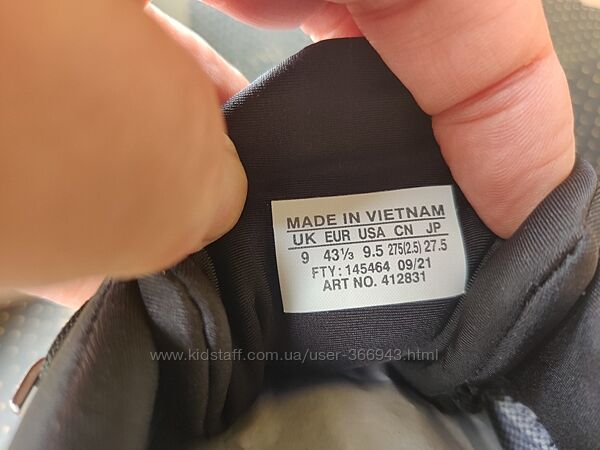 MADE IN VIETNAM
UK EUR USA CN JP
9 43⅓ 9.5 275(2.5) 27.5
FTY: 145464 09/21
ART NO. 412831
www.kidstaff.com.ua/user-366943.html